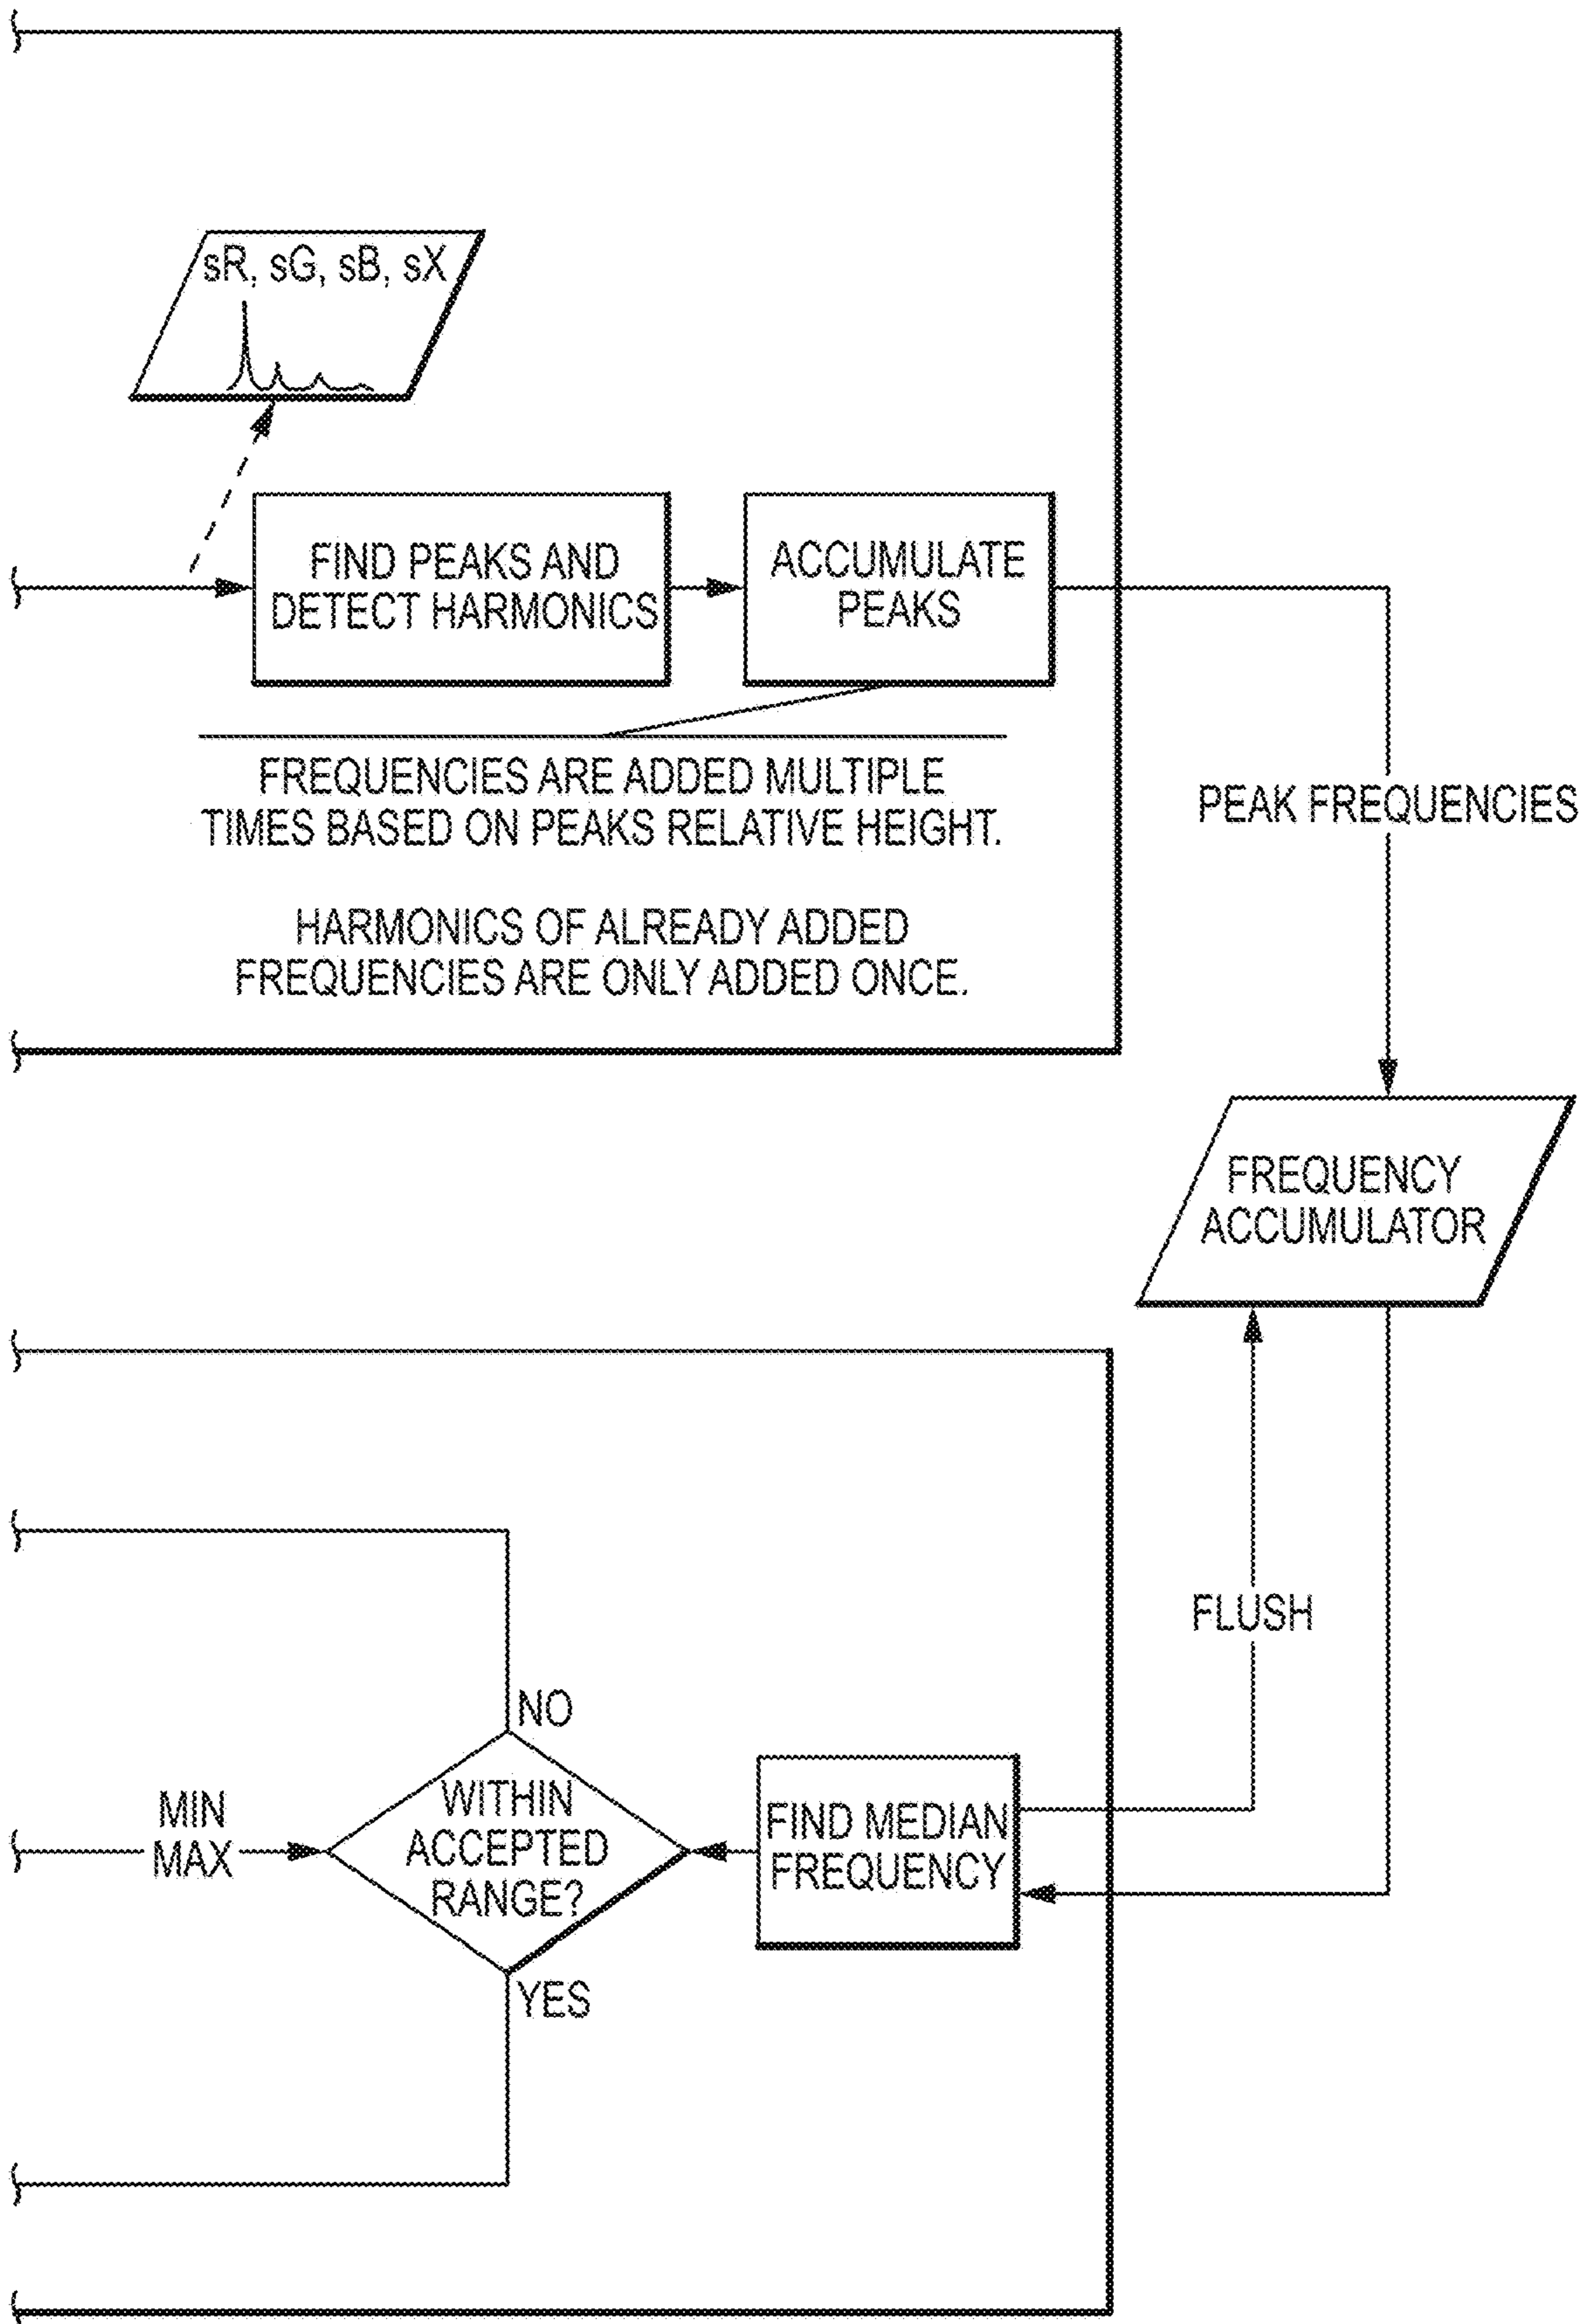 sR, sG, sB, sX
FIND PEAKS AND
DETECT HARMONICS
ACCUMULATE
PEAKS
FREQUENCIES ARE ADDED MULTIPLE
TIMES BASED ON PEAKS RELATIVE HEIGHT.
HARMONICS OF ALREADY ADDED
FREQUENCIES ARE ONLY ADDED ONCE.
PEAK FREQUENCIES
FREQUENCY
ACCUMULATOR
FLUSH
NO
MIN
MAX
WITHIN
ACCEPTED
RANGE?
FIND MEDIAN
FREQUENCY
YES